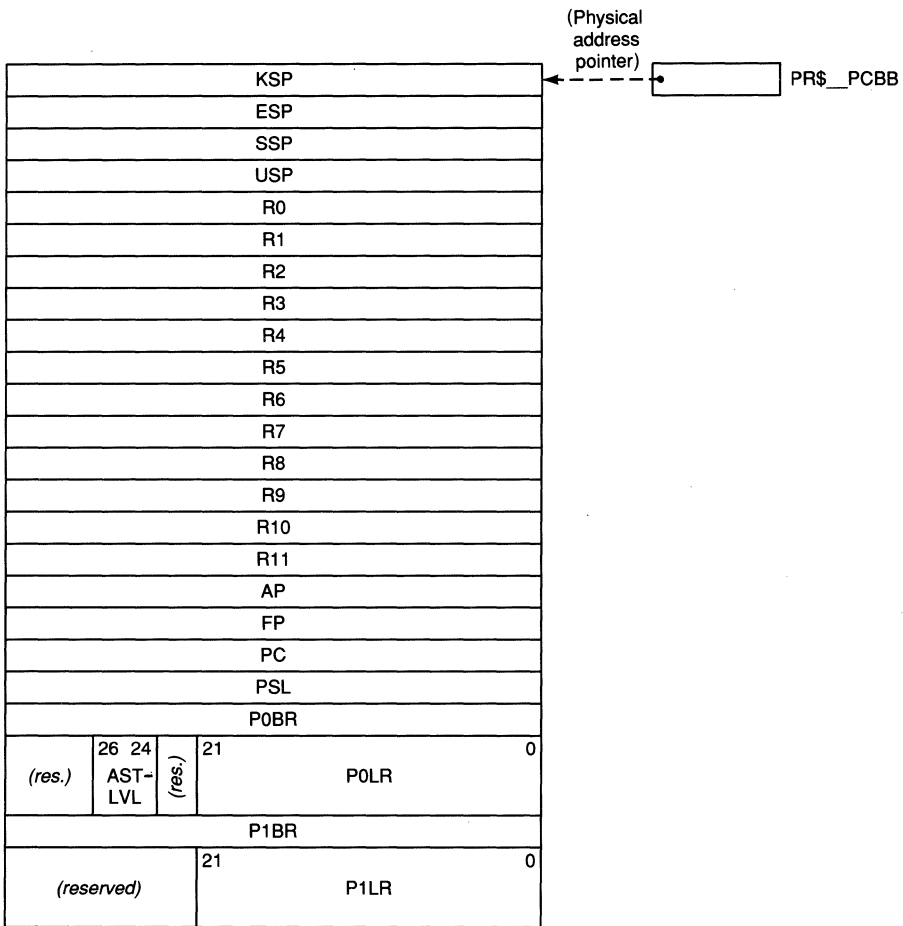 (Physical
address
pointer)
KSP
PR$__PCBB
ESP
SSP
USP
R0
R1
R2
R3
R4
R5
R6
R7
R8
R9
R10
R11
AP
FP
PC
PSL
P0BR
(res.)
26 24
AST-
LVL
(res.)
21 0
P0LR
P1BR
(reserved)
21 0
P1LR